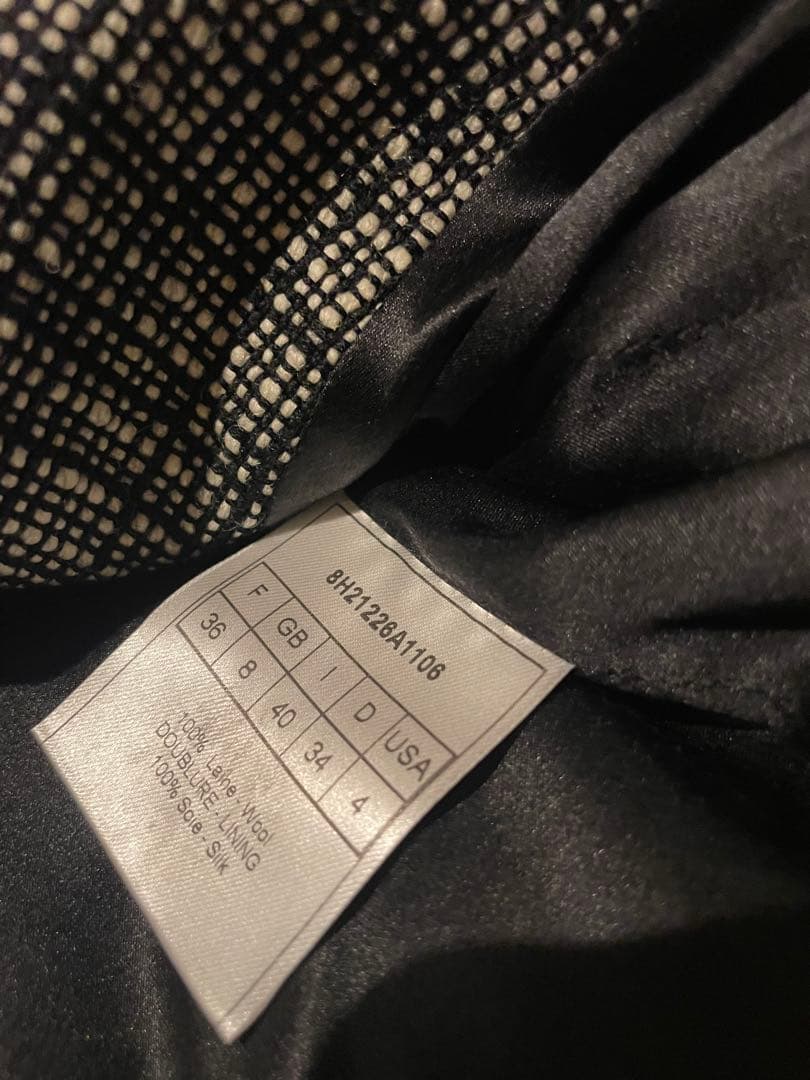 8H21226A1106
F GB I D USA
36 8 40 34 4
100% Laine - Wool
DOUBLURE - LINING
100% Soie - Silk